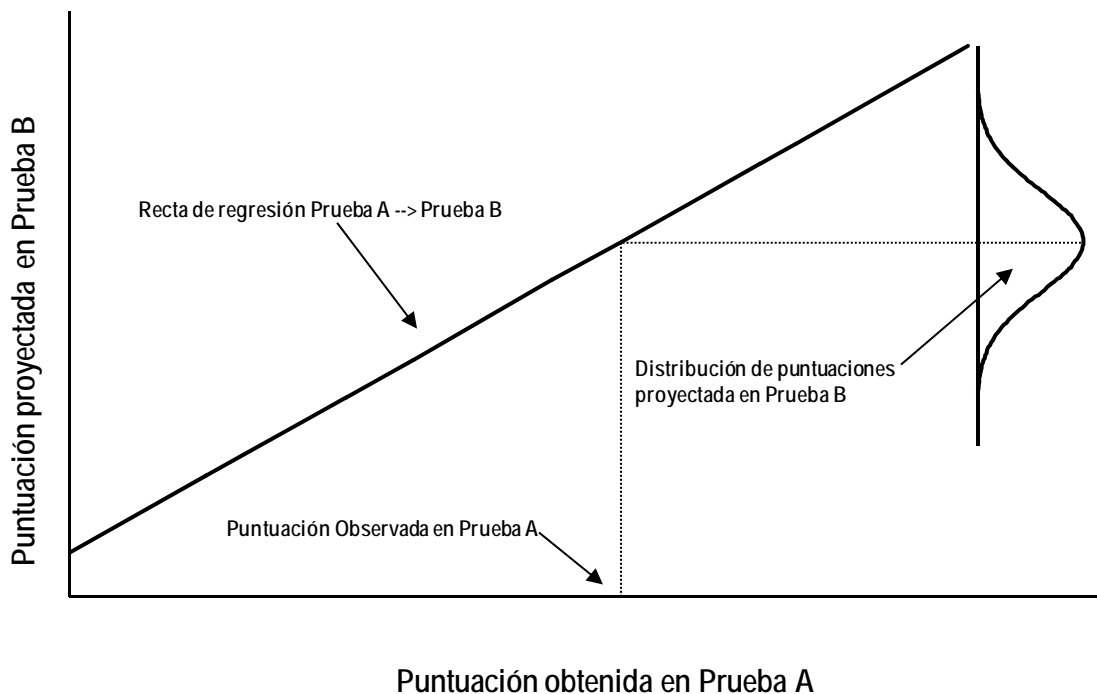 Puntuación proyectada en Prueba B
Recta de regresión Prueba A --> Prueba B
Distribución de puntuaciones
proyectada en Prueba B
Puntuación Observada en Prueba A
Puntuación obtenida en Prueba A